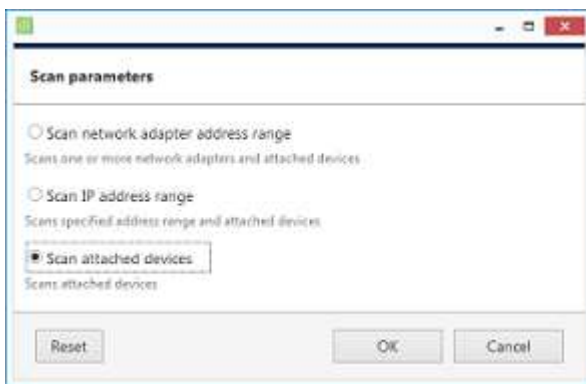 Scan parameters
Scan network adapter address range
Scans one or more network adapters and attached devices
Scan IP address range
Scans specified address range and attached devices
Scan attached devices
Scans attached devices
Reset
OK
Cancel